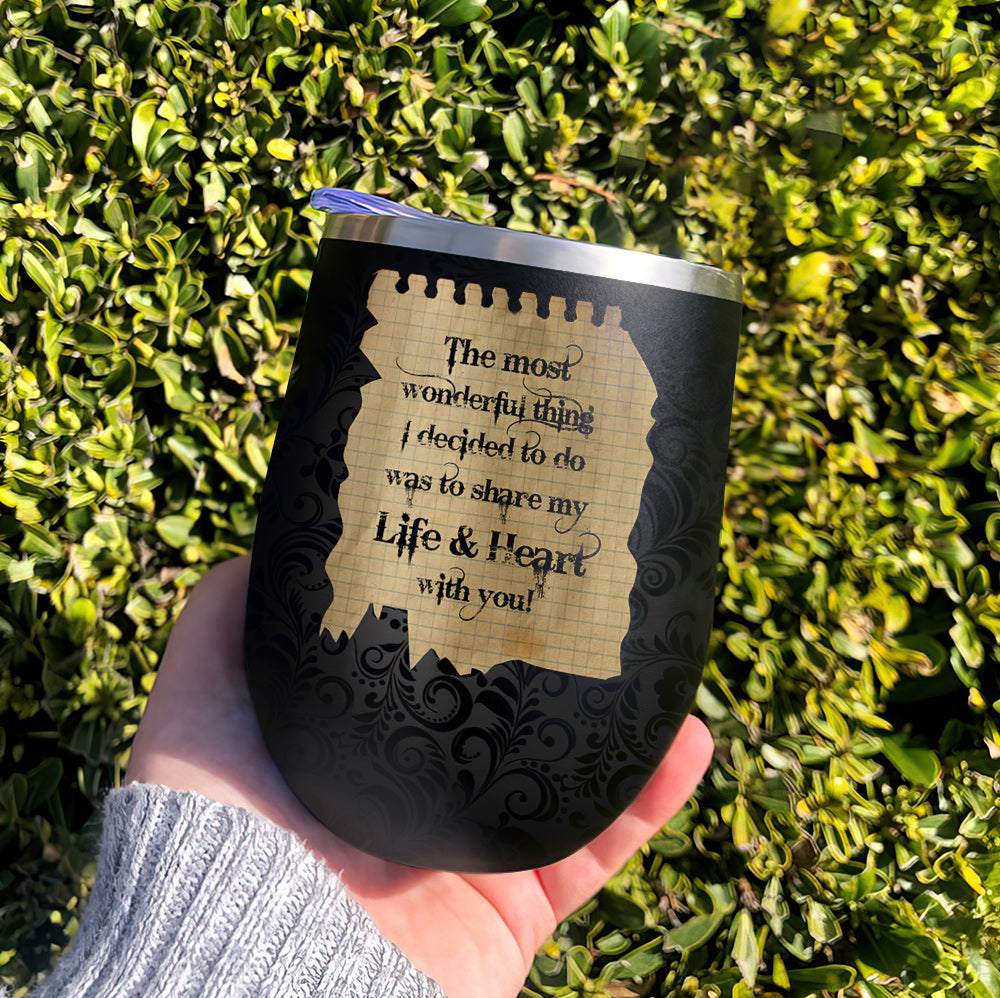 The most
wonderful thing
I decided to do
was to share my
Life & Heart
with you!